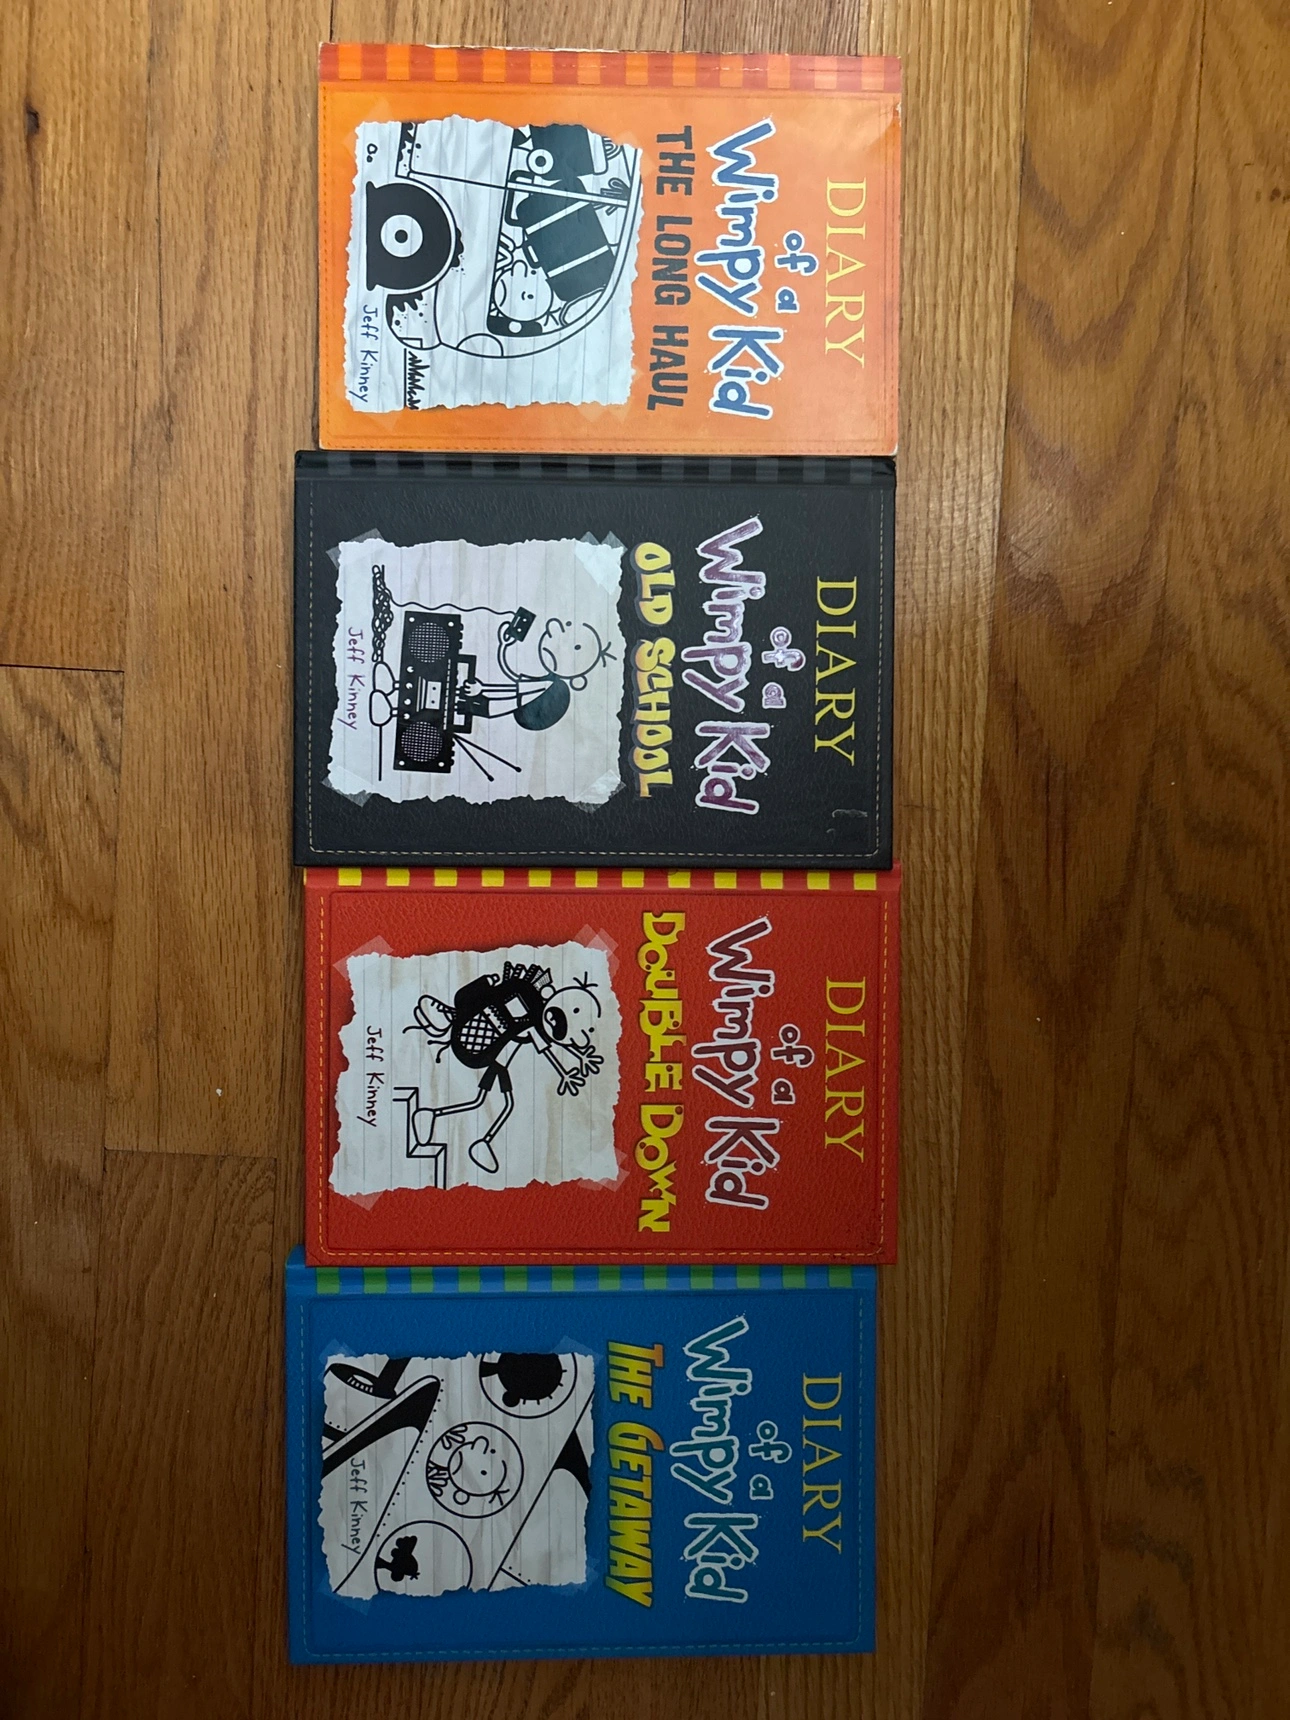 DIARY
of a
Wimpy Kid
THE LONG HAUL
Jeff Kinney
DIARY
of a
Wimpy Kid
OLD SCHOOL
Jeff Kinney
DIARY
of a
Wimpy Kid
DOUBLE DOWN
Jeff Kinney
DIARY
of a
Wimpy Kid
THE GETAWAY
Jeff Kinney